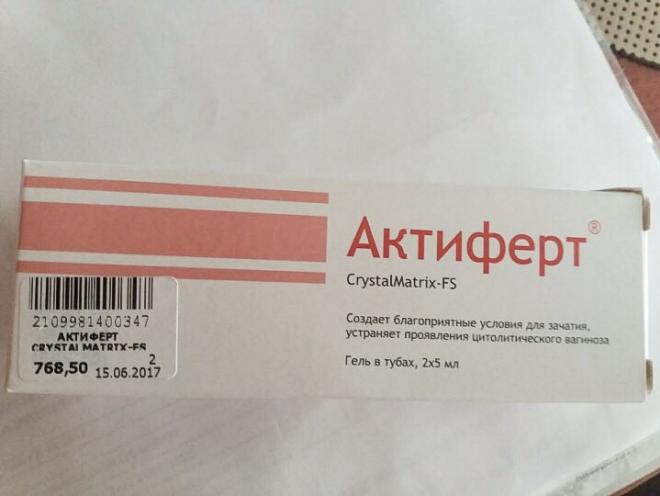 Актиферт®
CrystalMatrix-FS
Создает благоприятные условия для зачатия,
устраняет проявления цитолитического вагиноза
Гель в тубах, 2x5 мл
2109981400347
АКТИФЕРТ
CRYSTALMATRIX-FS
2
768,50 15.06.2017